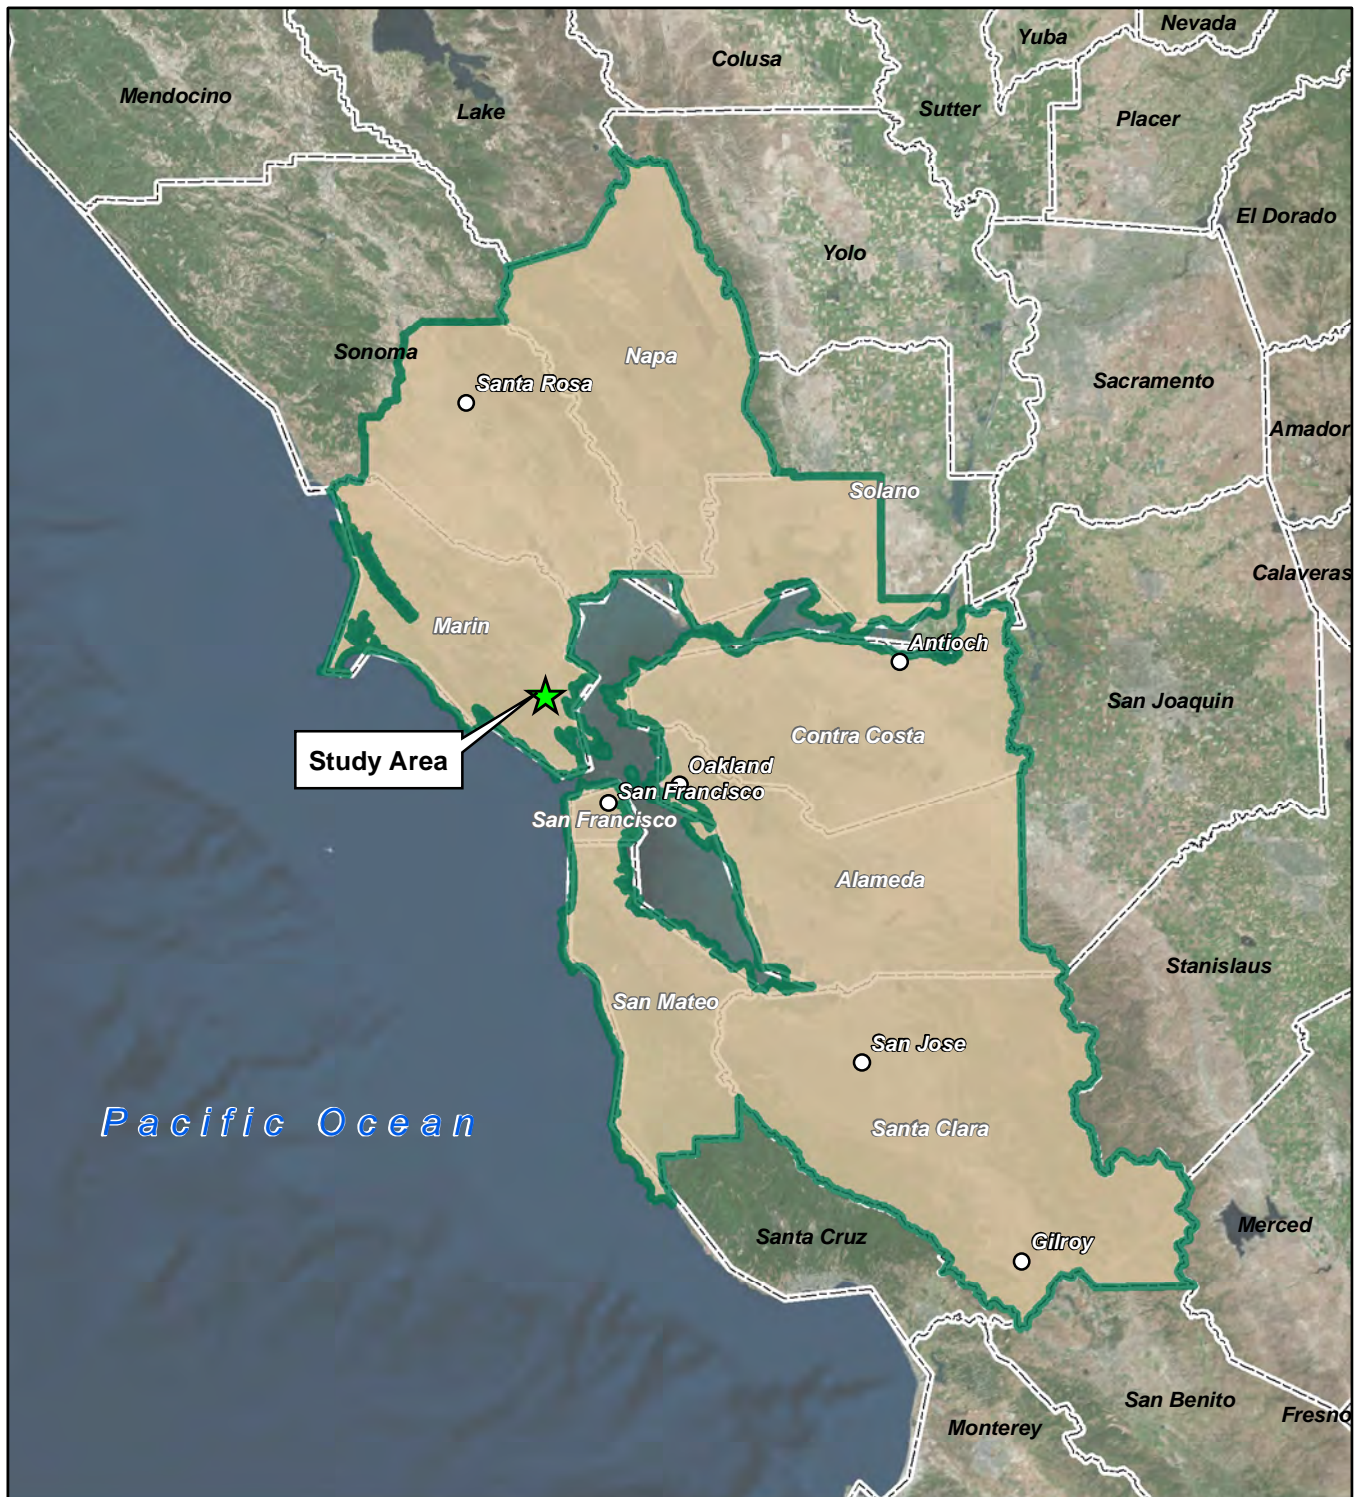 Nevada
Yuba
Colusa
Mendocino
Lake
Sutter
Placer
El Dorado
Yolo
Sonoma
Napa
Santa Rosa
Sacramento
Amador
Solano
Calaveras
Marin
Antioch
San Joaquin
Contra Costa
Study Area
Oakland
San Francisco
San Francisco
Alameda
Stanislaus
San Mateo
San Jose
Pacific Ocean
Santa Clara
Merced
Santa Cruz
Gilroy
San Benito
Fresno
Monterey